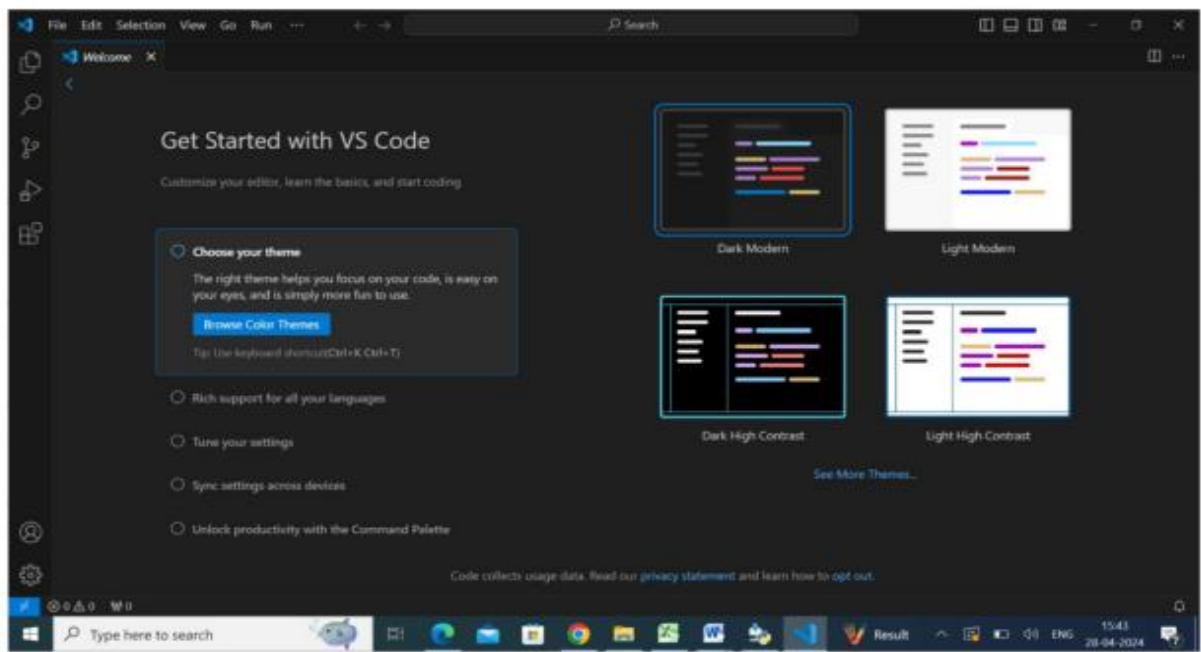 File Edit Selection View Go Run ... Search
Welcome
Get Started with VS Code
Customize your editor, learn the basics, and start coding
Choose your theme
The right theme helps you focus on your code, is easy on
your eyes, and is simply more fun to use.
Browse Color Themes
Tip: Use keyboard shortcut(Ctrl+K Ctrl+T)
Rich support for all your languages
Tune your settings
Sync settings across devices
Unlock productivity with the Command Palette
Dark Modern Light Modern
Dark High Contrast Light High Contrast
See More Themes...
Code collects usage data. Read our privacy statement and learn how to opt out.
0 0 0
Type here to search Result ENG 15:43
28-04-2024